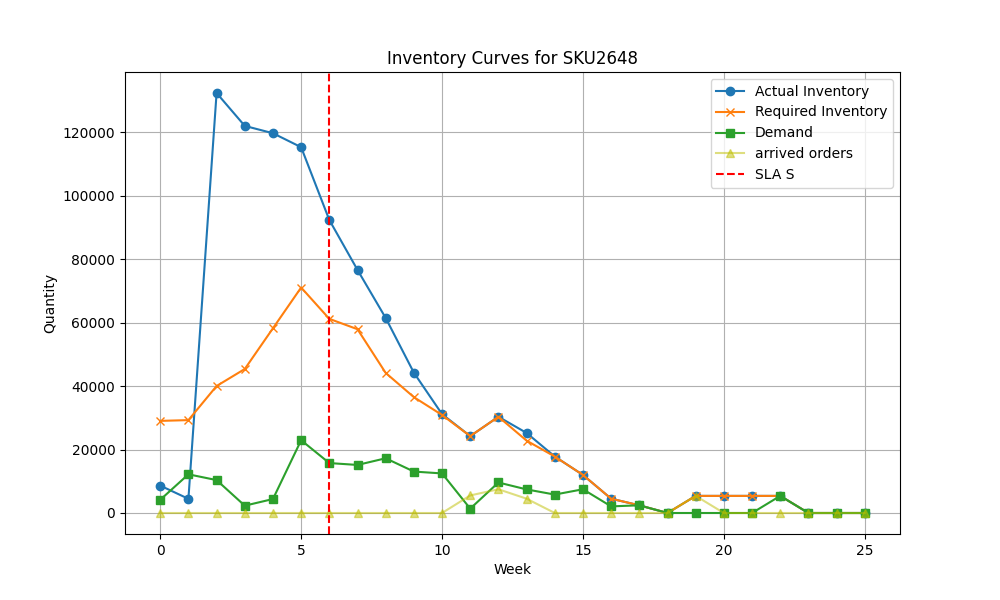 Inventory Curves for SKU2648
Actual Inventory
Required Inventory
Demand
arrived orders
SLA S
Quantity
120000
100000
80000
60000
40000
20000
0
0 5 10 15 20 25
Week